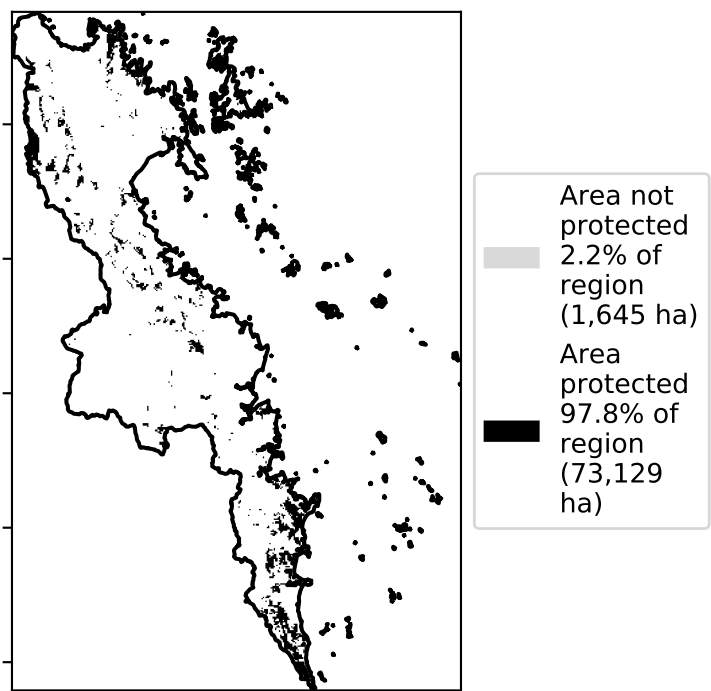 Area not
protected
2.2% of
region
(1,645 ha)
Area
protected
97.8% of
region
(73,129
ha)